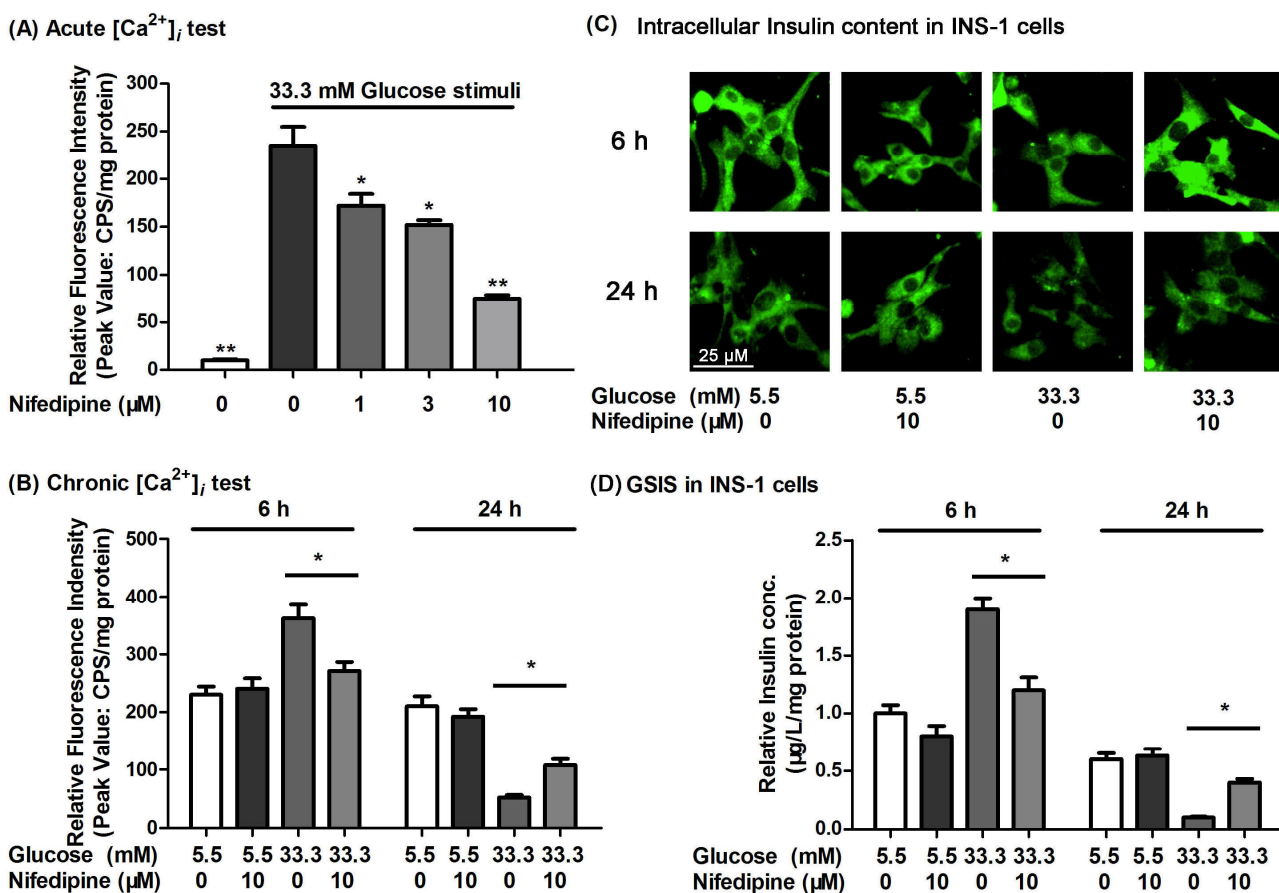 (A) Acute [Ca²⁺]ᵢ test
33.3 mM Glucose stimuli
Relative Fluorescence Intensity
(Peak Value: CPS/mg protein)
300
250
200
150
100
50
0
** * * **
Nifedipine (μM) 0 0 1 3 10
(C) Intracellular Insulin content in INS-1 cells
6 h
24 h
25 μM
Glucose (mM) 5.5 5.5 33.3 33.3
Nifedipine (μM) 0 10 0 10
(B) Chronic [Ca²⁺]ᵢ test
6 h 24 h
Relative Fluorescence Indensity
(Peak Value: CPS/mg protein)
500
400
300
200
100
0
* *
Glucose (mM) 5.5 5.5 33.3 33.3 5.5 5.5 33.3 33.3
Nifedipine (μM) 0 10 0 10 0 10 0 10
(D) GSIS in INS-1 cells
6 h 24 h
Relative Insulin conc.
(μg/L/mg protein)
2.5
2.0
1.5
1.0
0.5
0.0
* *
Glucose (mM) 5.5 5.5 33.3 33.3 5.5 5.5 33.3 33.3
Nifedipine (μM) 0 10 0 10 0 10 0 10